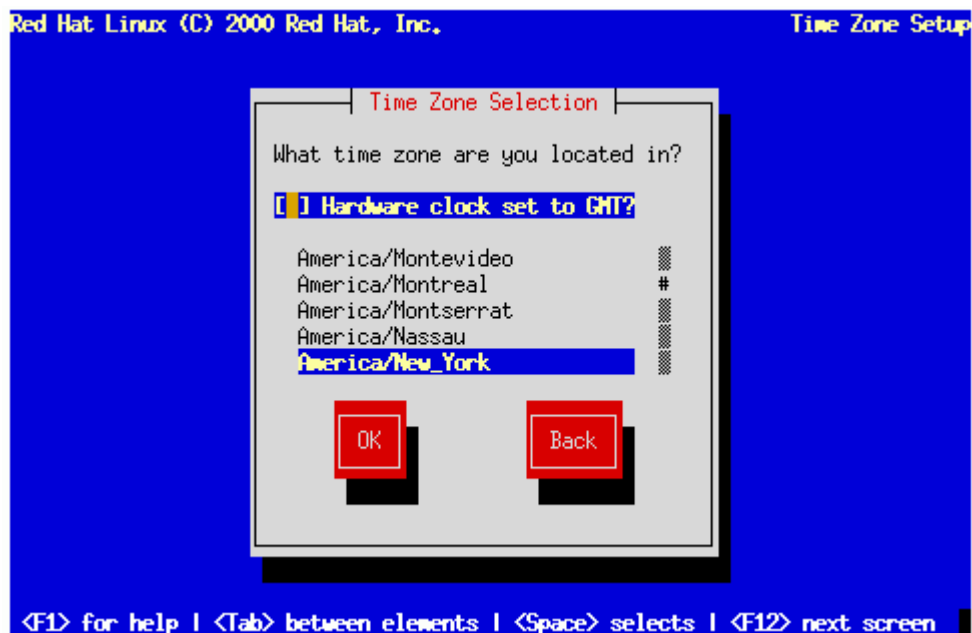 Red Hat Linux (C) 2000 Red Hat, Inc. Time Zone Setup
Time Zone Selection
What time zone are you located in?
[ ] Hardware clock set to GMT?
America/Montevideo
America/Montreal #
America/Montserrat
America/Nassau
America/New_York
OK Back
<F1> for help | <Tab> between elements | <Space> selects | <F12> next screen